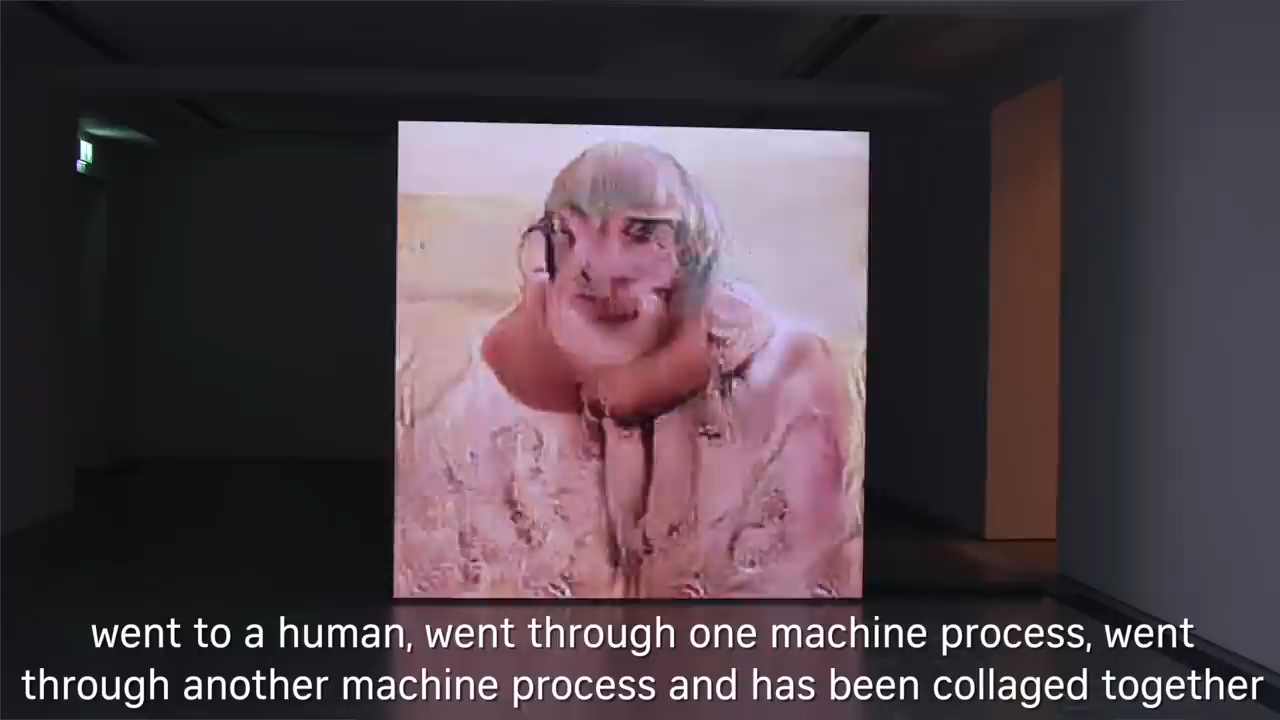 went to a human, went through one machine process, went
through another machine process and has been collaged together